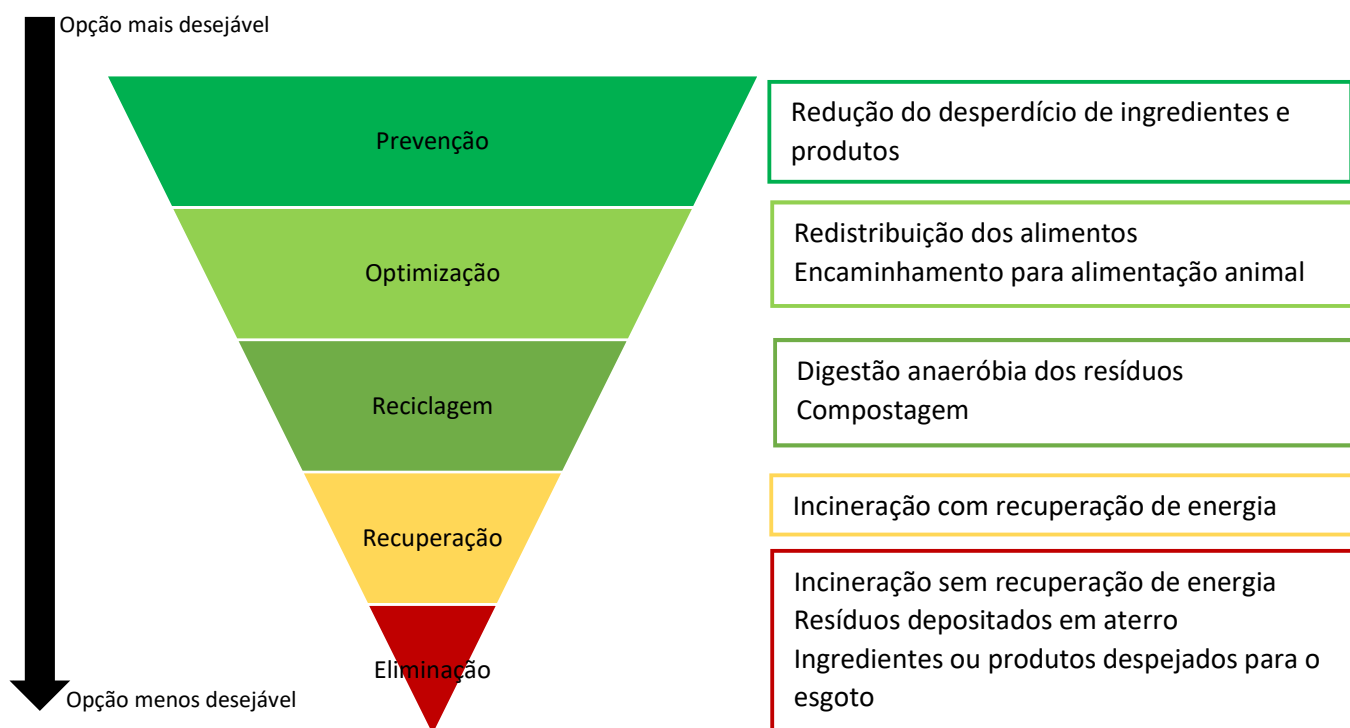 Opção mais desejável
Prevenção
Redução do desperdício de ingredientes e
produtos
Optimização
Redistribuição dos alimentos
Encaminhamento para alimentação animal
Reciclagem
Digestão anaeróbia dos resíduos
Compostagem
Recuperação
Incineração com recuperação de energia
Eliminação
Incineração sem recuperação de energia
Resíduos depositados em aterro
Ingredientes ou produtos despejados para o
esgoto
Opção menos desejável